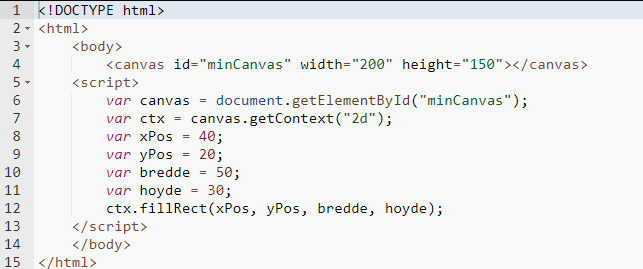 1 <!DOCTYPE html>
2 <html>
3 <body>
4 <canvas id="minCanvas" width="200" height="150"></canvas>
5 <script>
6 var canvas = document.getElementById("minCanvas");
7 var ctx = canvas.getContext("2d");
8 var xPos = 40;
9 var yPos = 20;
10 var bredde = 50;
11 var hoyde = 30;
12 ctx.fillRect(xPos, yPos, bredde, hoyde);
13 </script>
14 </body>
15 </html>